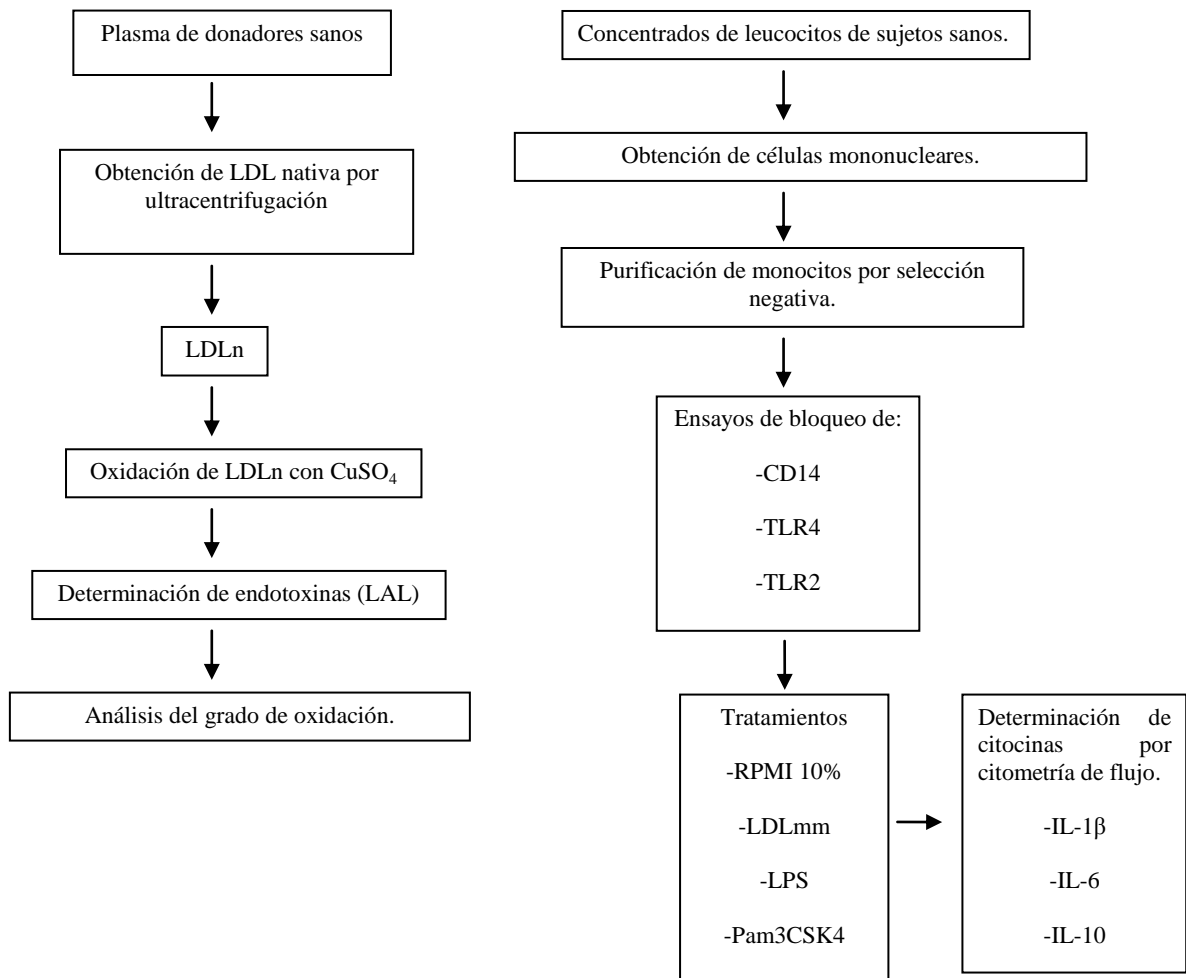 Plasma de donadores sanos
Obtención de LDL nativa por
ultracentrifugación
LDLn
Oxidación de LDLn con CuSO₄
Determinación de endotoxinas (LAL)
Análisis del grado de oxidación.
Concentrados de leucocitos de sujetos sanos.
Obtención de células mononucleares.
Purificación de monocitos por selección
negativa.
Ensayos de bloqueo de:
-CD14
-TLR4
-TLR2
Tratamientos
-RPMI 10%
-LDLmm
-LPS
-Pam3CSK4
Determinación de
citocinas por
citometría de flujo.
-IL-1β
-IL-6
-IL-10